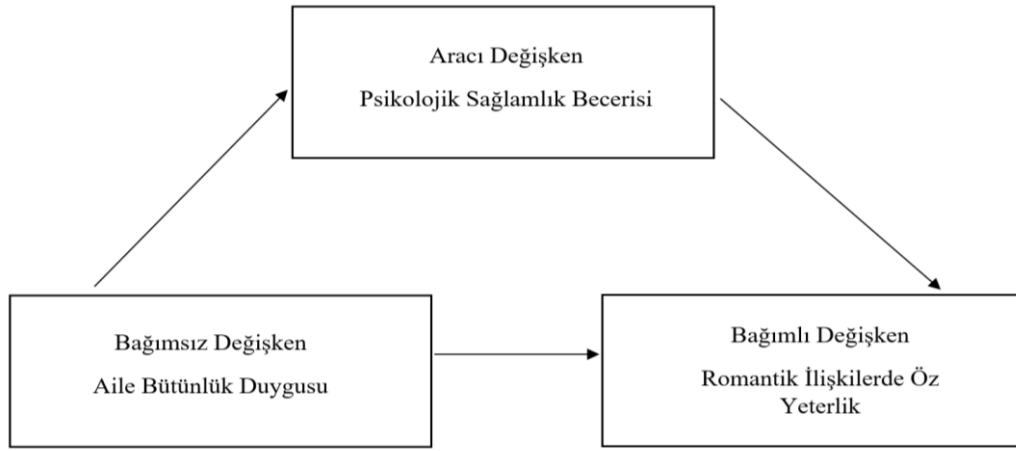 Aracı Değişken
Psikolojik Sağlamlık Becerisi
Bağımsız Değişken
Aile Bütünlük Duygusu
Bağımlı Değişken
Romantik İlişkilerde Öz
Yeterlik